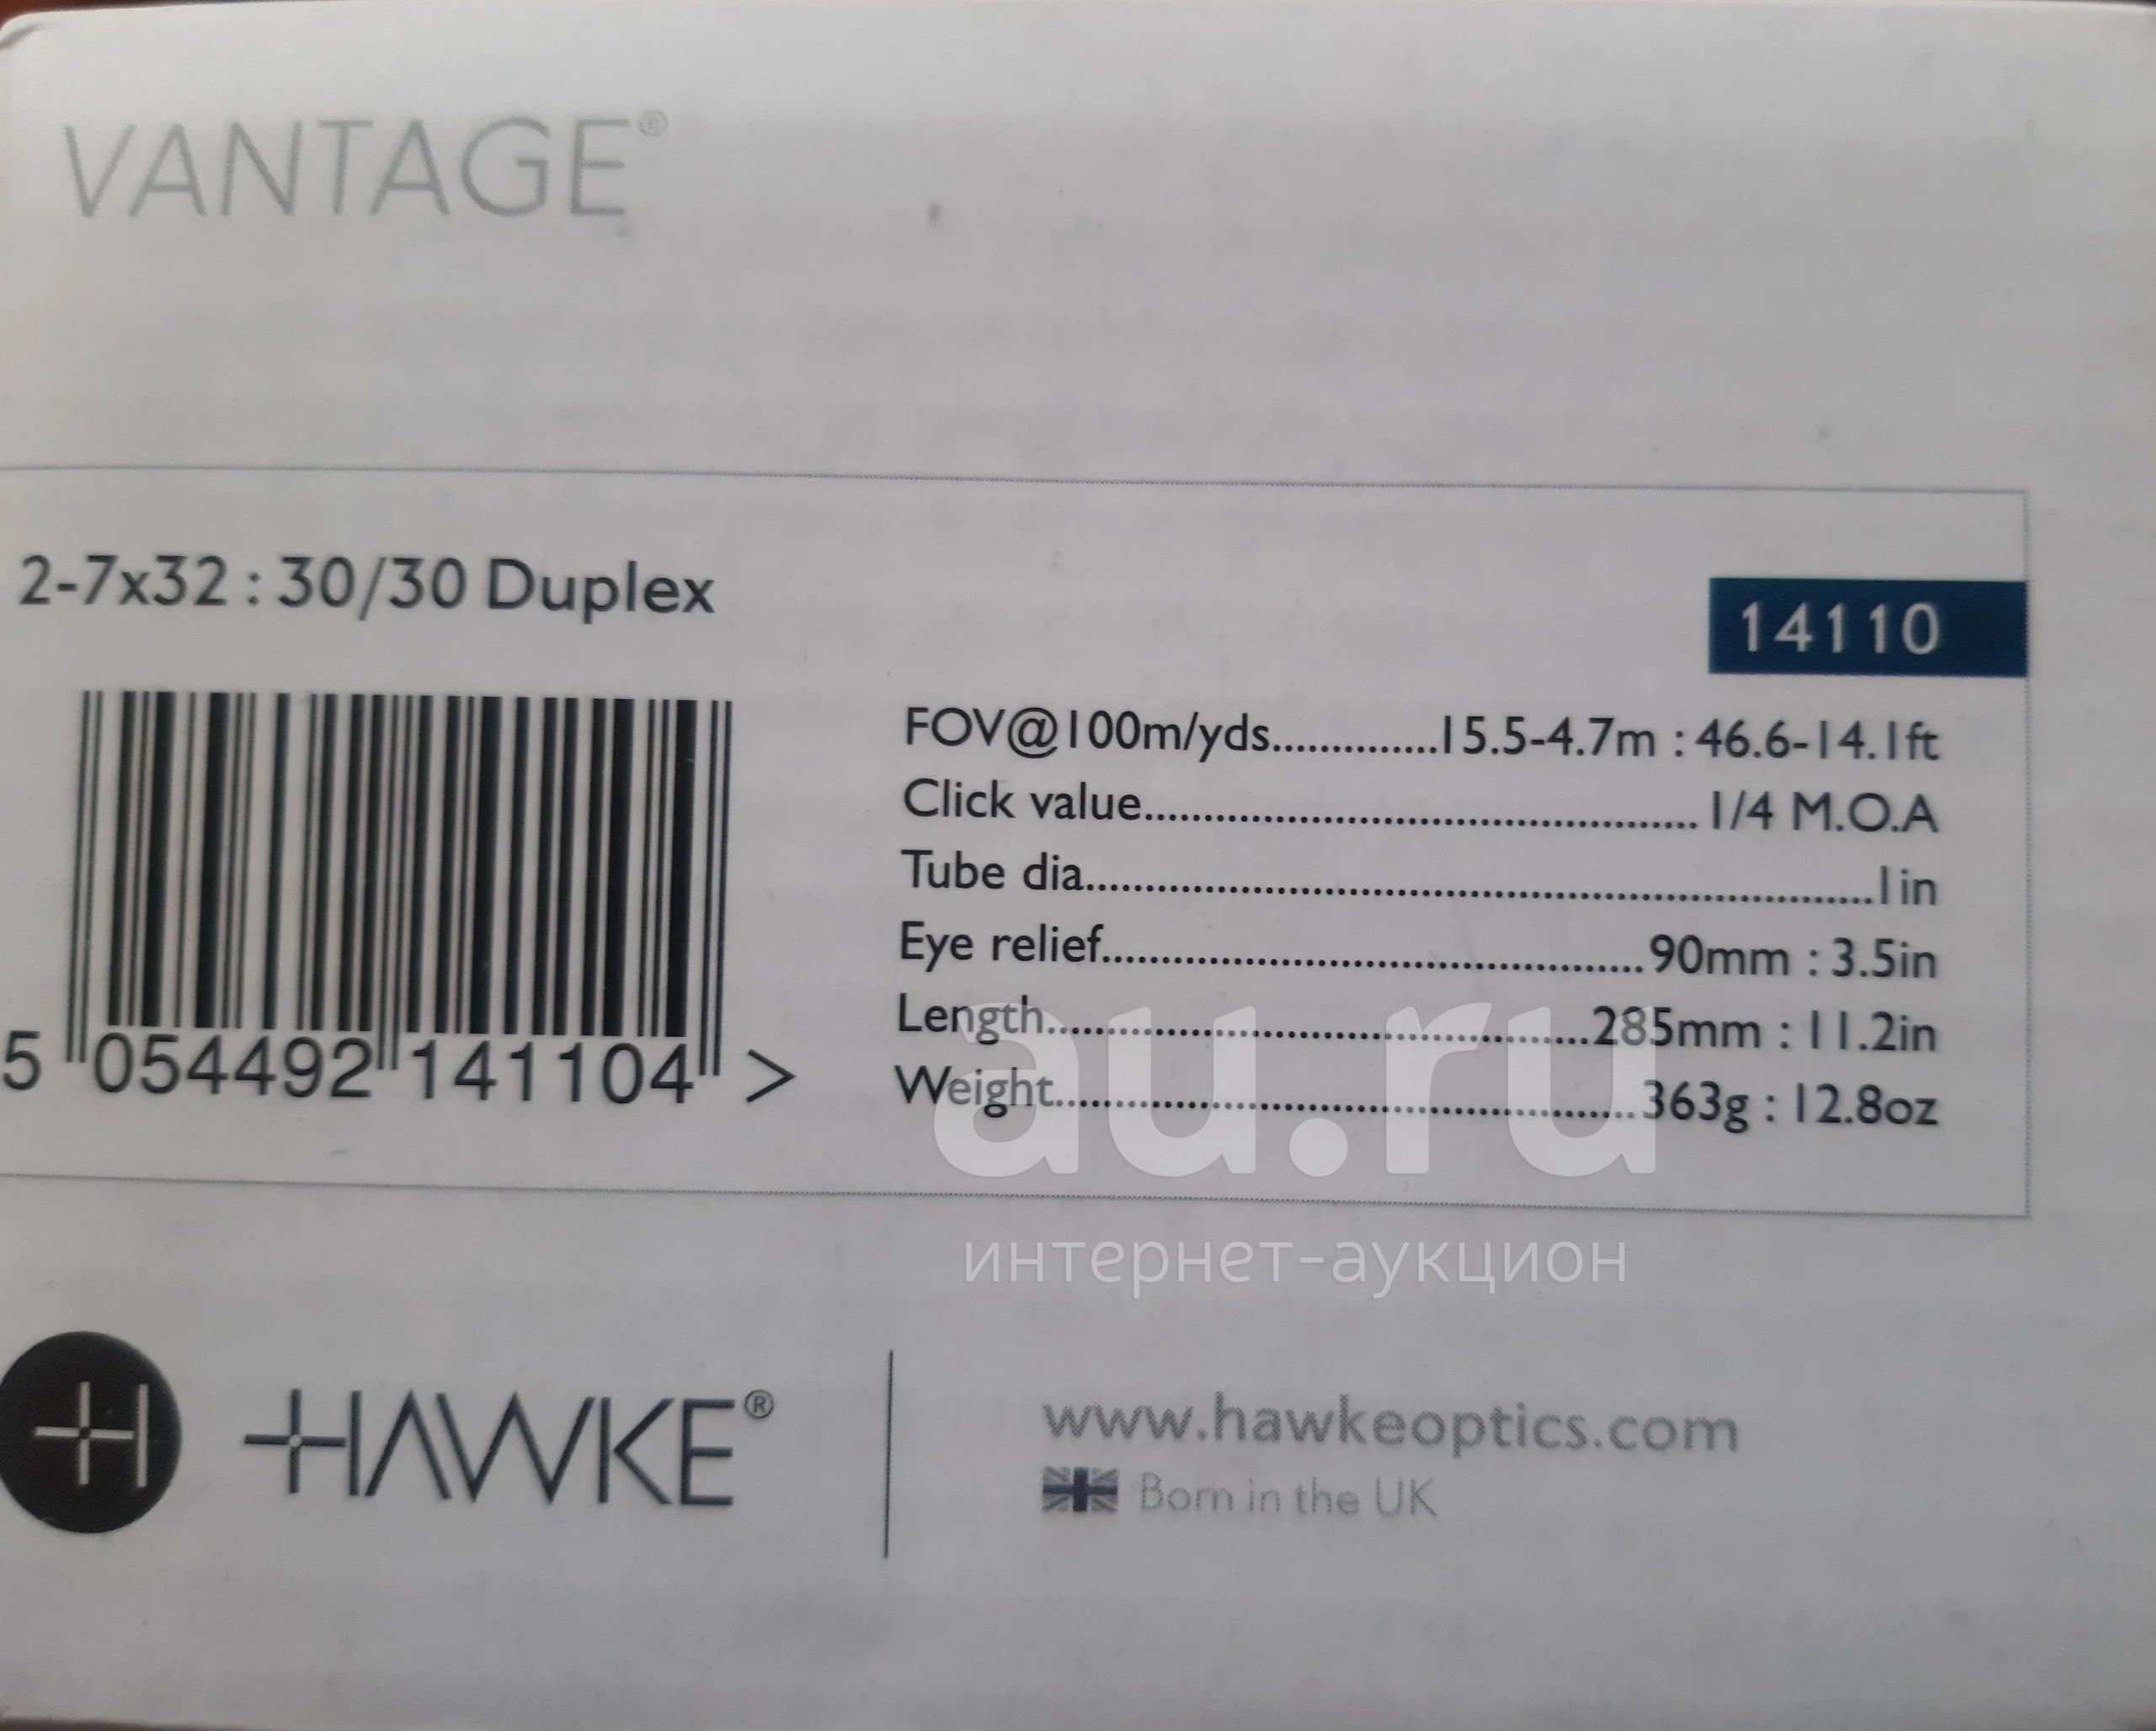 VANTAGE®
2-7x32 : 30/30 Duplex
14110
FOV@100m/yds..............15.5-4.7m : 46.6-14.1ft
Click value.................................................1/4 M.O.A
Tube dia......................................................................1in
Eye relief................................................90mm : 3.5in
Length................................................285mm : 11.2in
Weight...................................................363g : 12.8oz
5 054492 141104 >
au.ru
интернет-аукцион
H HAWKE®
www.hawkeoptics.com
Born in the UK